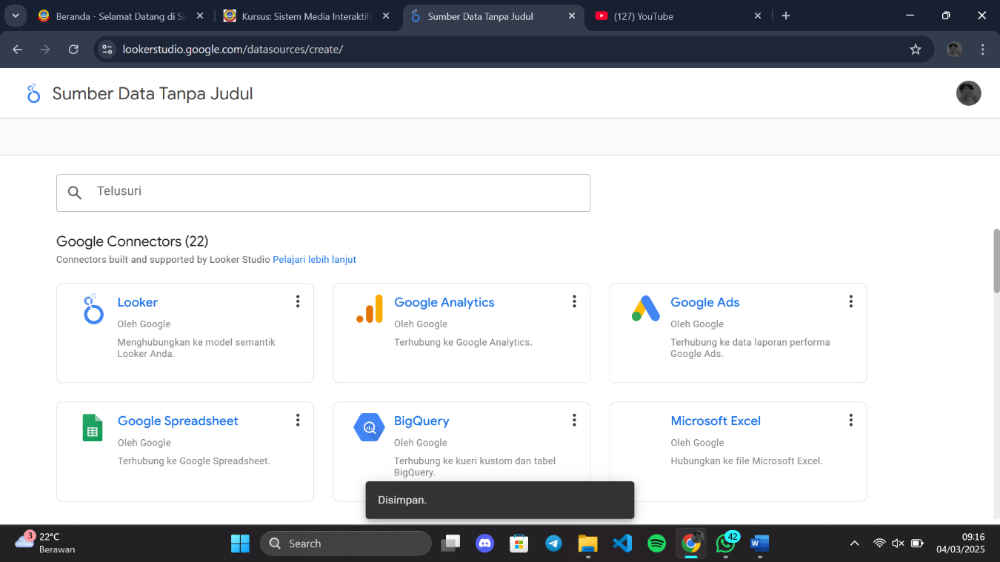 Beranda - Selamat Datang di Si
Kursus: Sistem Media Interaktif(
Sumber Data Tanpa Judul
(127) YouTube
lookerstudio.google.com/datasources/create/
Sumber Data Tanpa Judul
Telusuri
Google Connectors (22)
Connectors built and supported by Looker Studio Pelajari lebih lanjut
Looker
Oleh Google
Menghubungkan ke model semantik
Looker Anda.
Google Analytics
Oleh Google
Terhubung ke Google Analytics.
Google Ads
Oleh Google
Terhubung ke data laporan performa
Google Ads.
Google Spreadsheet
Oleh Google
Terhubung ke Google Spreadsheet.
BigQuery
Oleh Google
Terhubung ke kueri kustom dan tabel
BigQuery.
Microsoft Excel
Oleh Google
Hubungkan ke file Microsoft Excel.
Disimpan.
3
22°C
Berawan
Search
42
09:16
04/03/2025